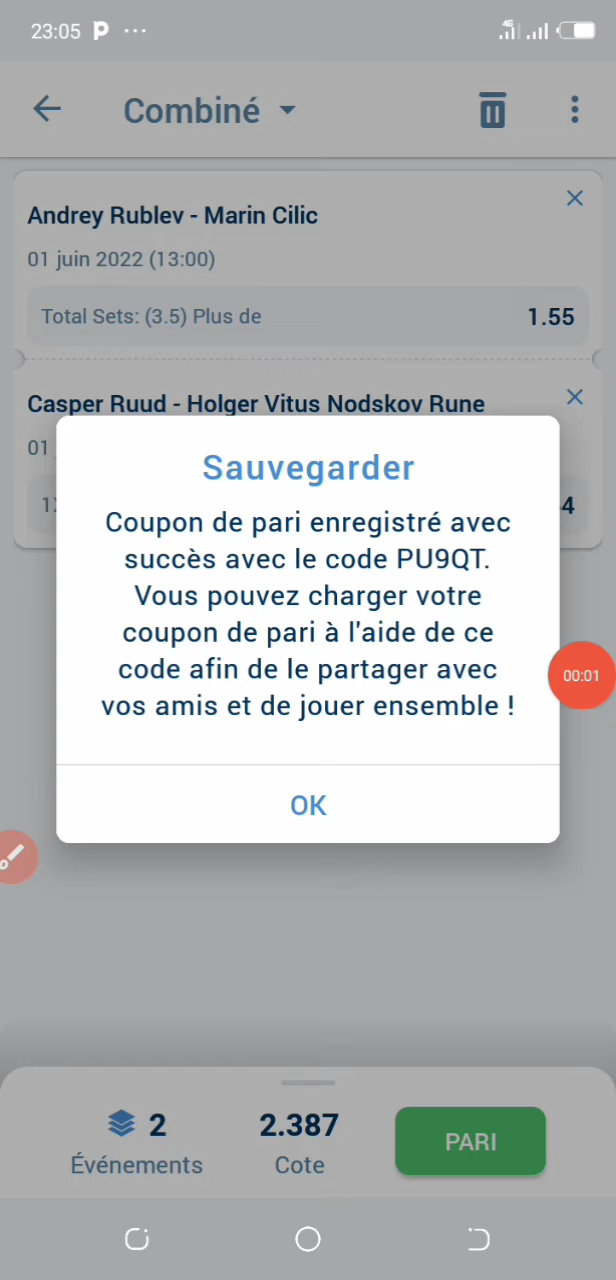 23:05
4G
Combiné
Andrey Rublev - Marin Cilic
01 juin 2022 (13:00)
Total Sets: (3.5) Plus de 1.55
Casper Ruud - Holger Vitus Nodskov Rune
01
4
Sauvegarder
Coupon de pari enregistré avec
succès avec le code PU9QT.
Vous pouvez charger votre
coupon de pari à l'aide de ce
code afin de le partager avec
vos amis et de jouer ensemble !
00:01
OK
2 2.387
PARI
Événements Cote